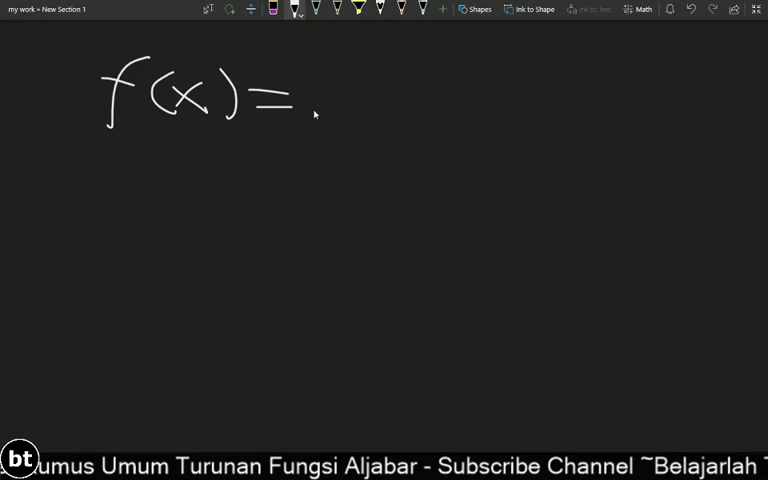 my work » New Section 1
Shapes
Ink to Shape
Ink to Text
Math
f(x) =
bt
umus Umum Turunan Fungsi Aljabar - Subscribe Channel ~Belajarlah